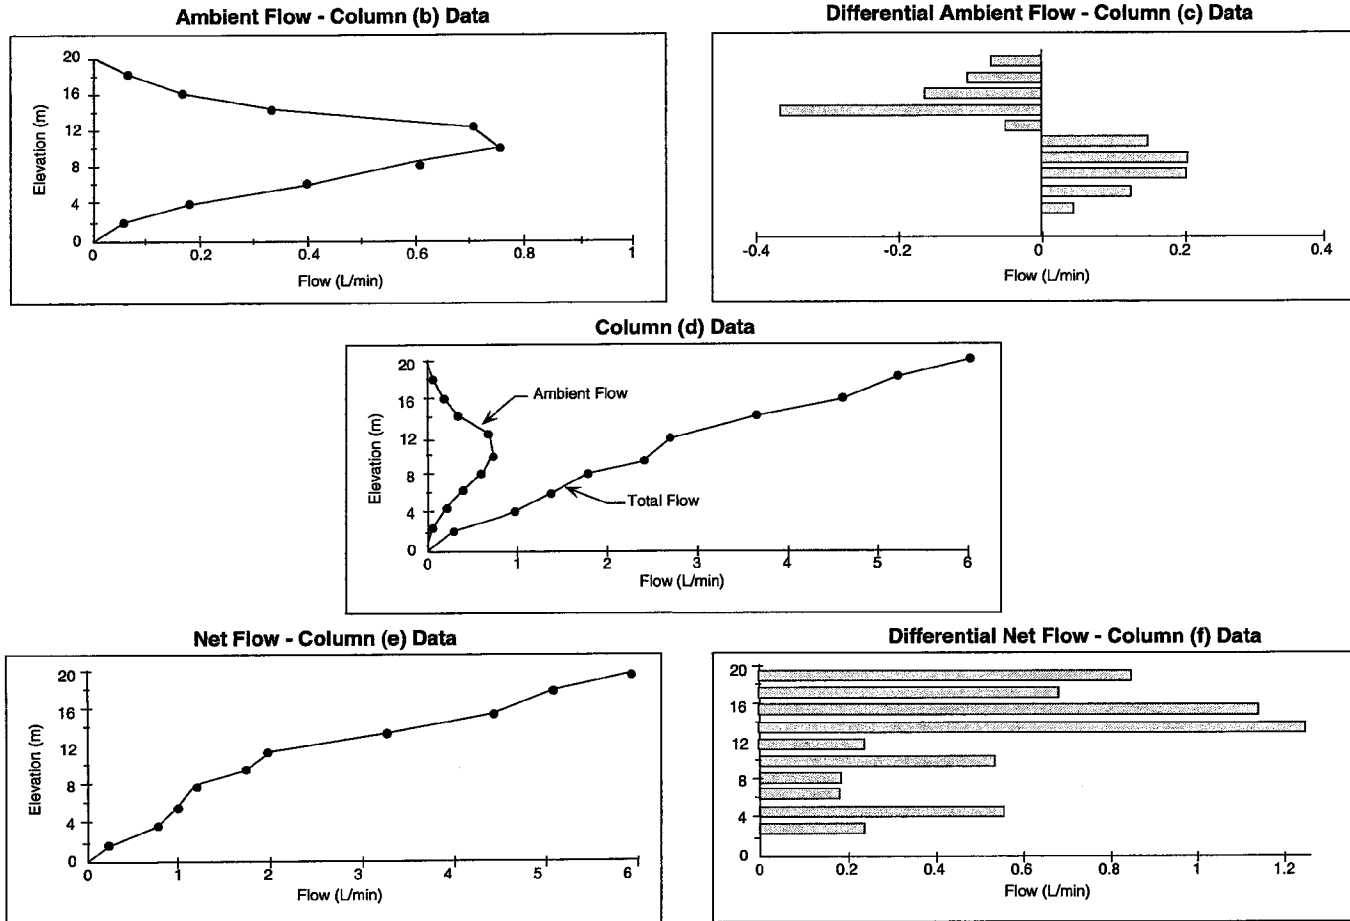 Ambient Flow - Column (b) Data
Elevation (m)
20
16
12
8
4
0
0 0.2 0.4 0.6 0.8 1
Flow (L/min)
Differential Ambient Flow - Column (c) Data
-0.4 -0.2 0 0.2 0.4
Flow (L/min)
Column (d) Data
Elevation (m)
20
16
12
8
4
0
Ambient Flow
Total Flow
0 1 2 3 4 5 6
Flow (L/min)
Net Flow - Column (e) Data
Elevation (m)
20
16
12
8
4
0
0 1 2 3 4 5 6
Flow (L/min)
Differential Net Flow - Column (f) Data
20
16
12
8
4
0
0 0.2 0.4 0.6 0.8 1 1.2
Flow (L/min)